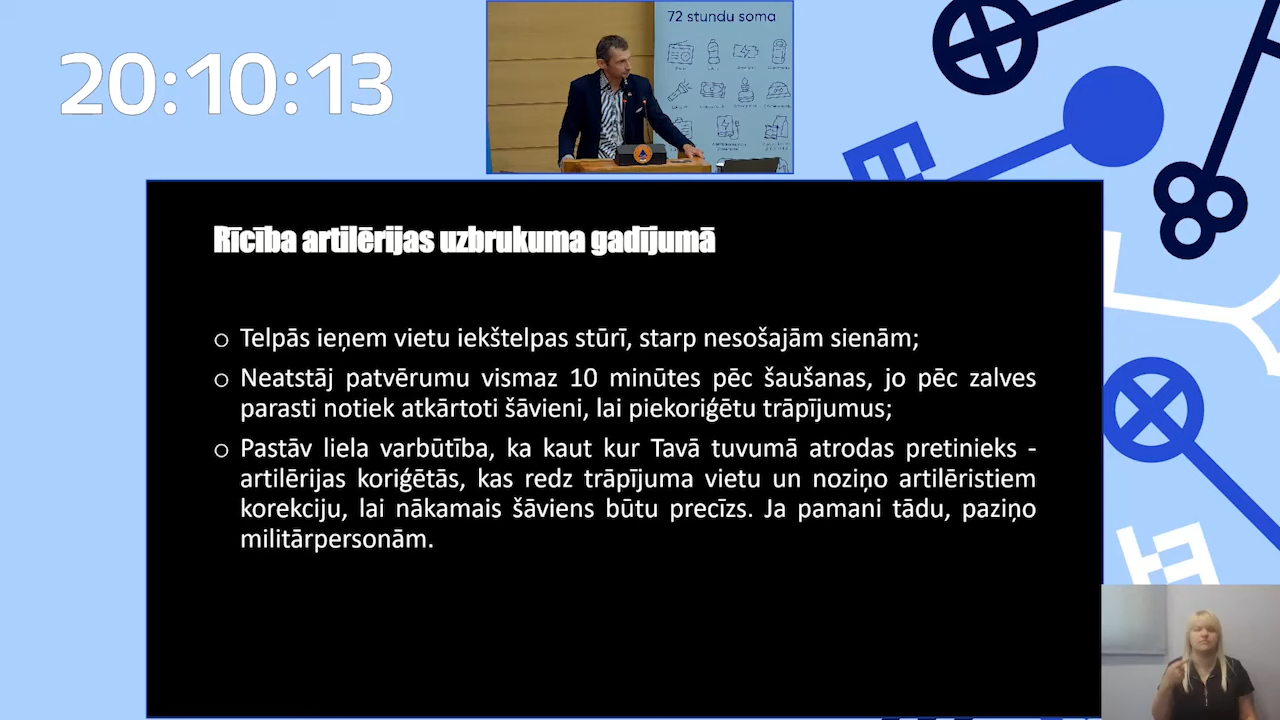 20:10:13
72 stundu soma
Rīcība artilērijas uzbrukuma gadījumā
o Telpās ieņem vietu iekštelpas stūrī, starp nesošajām sienām;
o Neatstāj patvērumu vismaz 10 minūtes pēc šaušanas, jo pēc zalves
parasti notiek atkārtoti šāvieni, lai piekoriģētu trāpījumus;
o Pastāv liela varbūtība, ka kaut kur Tavā tuvumā atrodas pretinieks -
artilērijas koriģētās, kas redz trāpījuma vietu un noziņo artilēristiem
korekciju, lai nākamais šāviens būtu precīzs. Ja pamani tādu, paziņo
militārpersonām.